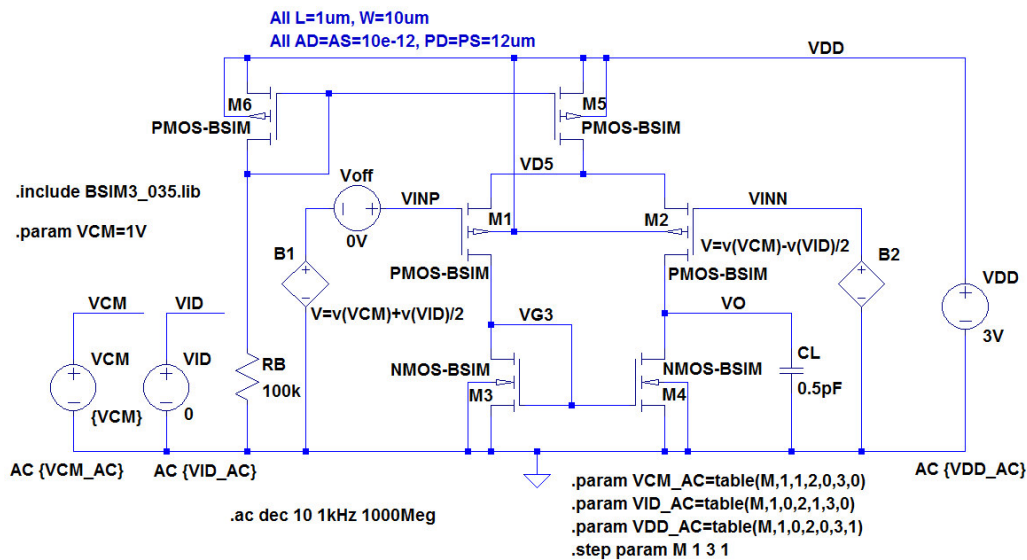 All L=1um, W=10um
All AD=AS=10e-12, PD=PS=12um
VDD
M6
M5
PMOS-BSIM
PMOS-BSIM
VD5
Voff
.include BSIM3_035.lib
VINP
VINN
M1
M2
.param VCM=1V
0V
V=v(VCM)-v(VID)/2
B1
B2
PMOS-BSIM
PMOS-BSIM
VDD
VCM
VID
V=v(VCM)+v(VID)/2
VG3
VO
3V
VCM
VID
RB
NMOS-BSIM
NMOS-BSIM
CL
100k
M3
M4
0.5pF
{VCM}
0
AC {VCM_AC}
AC {VID_AC}
AC {VDD_AC}
.param VCM_AC=table(M,1,1,2,0,3,0)
.param VID_AC=table(M,1,0,2,1,3,0)
.ac dec 10 1kHz 1000Meg
.param VDD_AC=table(M,1,0,2,0,3,1)
.step param M 1 3 1